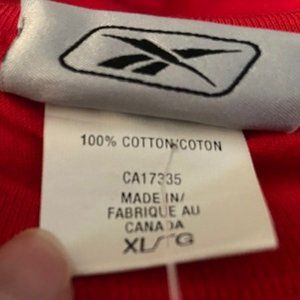 100% COTTON/COTON
CA17335
MADE IN/
FABRIQUE AU
CANADA
XL/TG